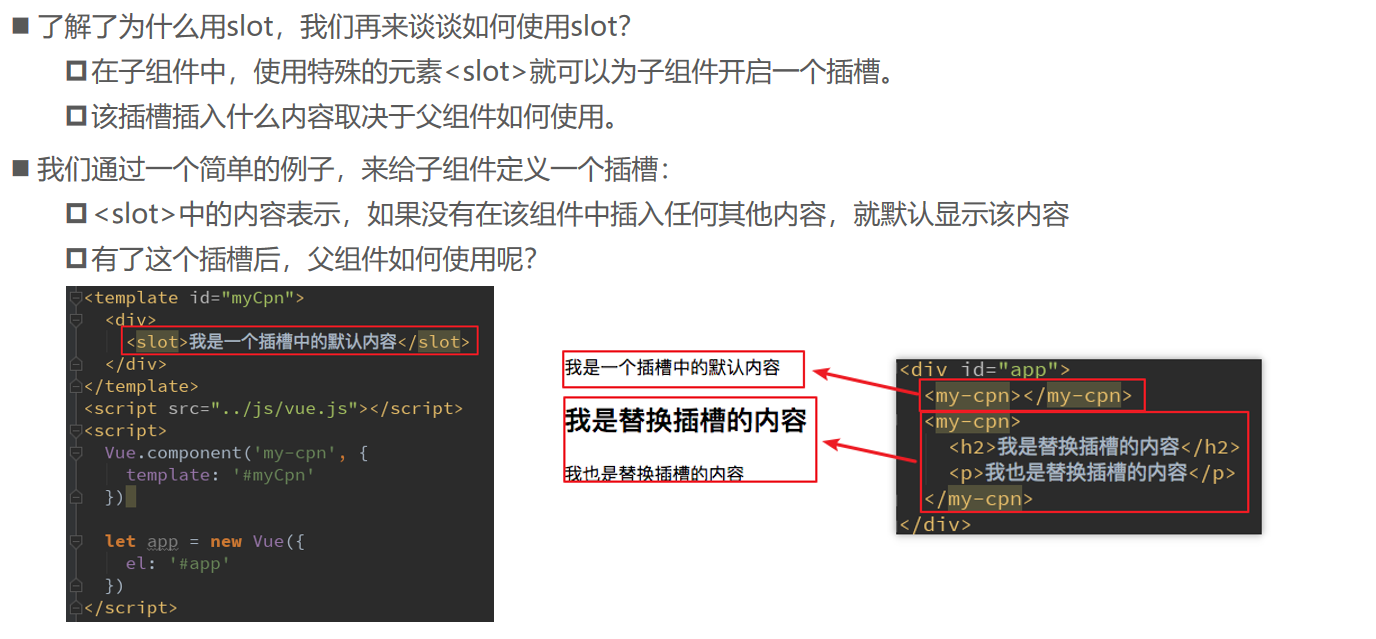 了解了为什么用slot，我们再来谈谈如何使用slot？
在子组件中，使用特殊的元素<slot>就可以为子组件开启一个插槽。
该插槽插入什么内容取决于父组件如何使用。
我们通过一个简单的例子，来给子组件定义一个插槽：
<slot>中的内容表示，如果没有在该组件中插入任何其他内容，就默认显示该内容
有了这个插槽后，父组件如何使用呢？
<template id="myCpn">
<div>
<slot>我是一个插槽中的默认内容</slot>
</div>
</template>
<script src="../js/vue.js"></script>
<script>
Vue.component('my-cpn', {
template: '#myCpn'
})
let app = new Vue({
el: '#app'
})
</script>
我是一个插槽中的默认内容
我是替换插槽的内容
我也是替换插槽的内容
<div id="app">
<my-cpn></my-cpn>
<my-cpn>
<h2>我是替换插槽的内容</h2>
<p>我也是替换插槽的内容</p>
</my-cpn>
</div>